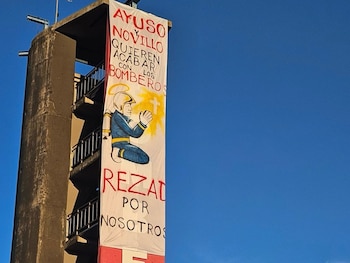 AYUSO
Y
NOVILLO
QUIEREN
ACABAR
CON LOS
BOMBEROS
REZAD
POR
NOSOTROS